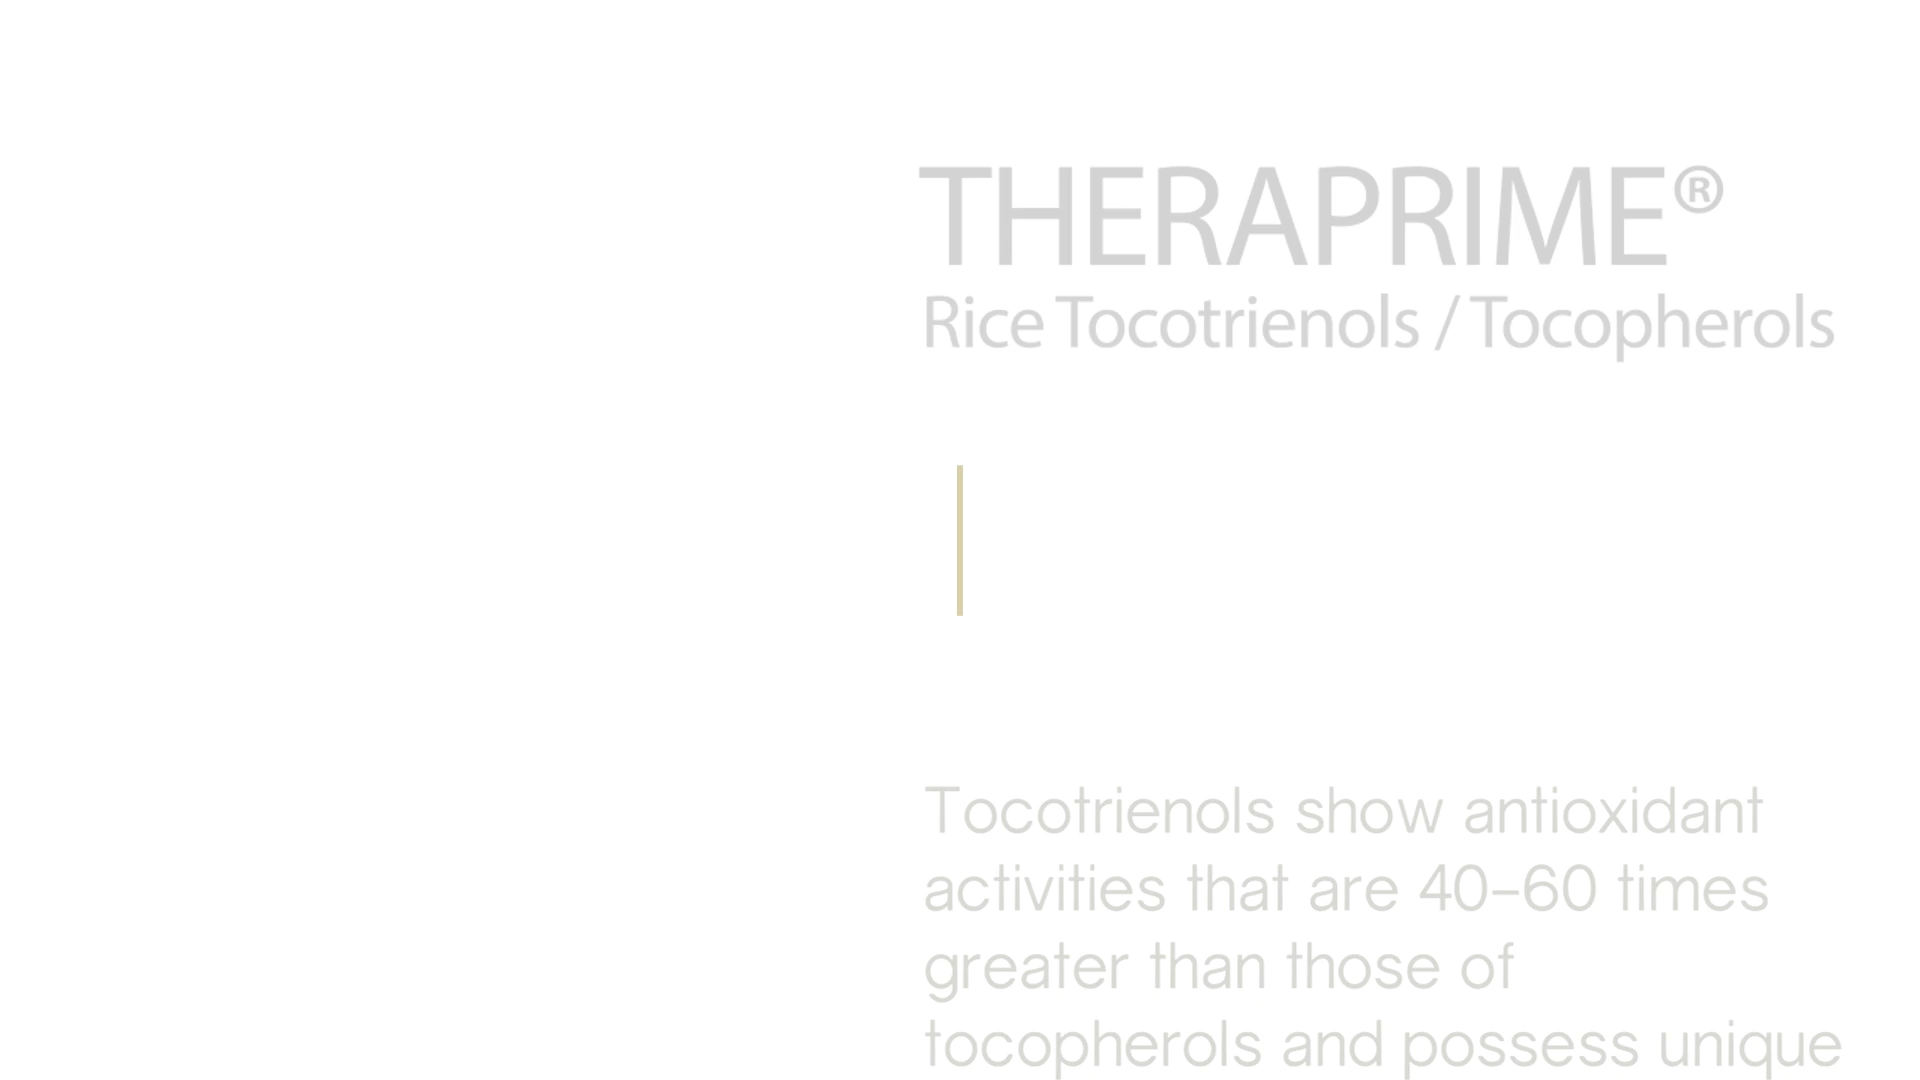 THERAPRIME®
Rice Tocotrienols / Tocopherols
Tocotrienols show antioxidant
activities that are 40–60 times
greater than those of
tocopherols and possess unique